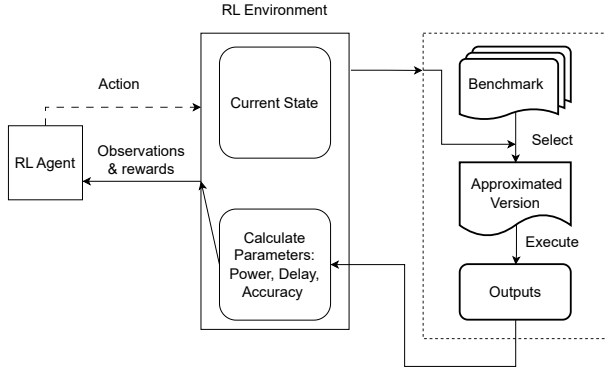 RL Environment
Action
Current State
Benchmark
Select
RL Agent
Observations
& rewards
Approximated
Version
Calculate
Parameters:
Power, Delay,
Accuracy
Execute
Outputs